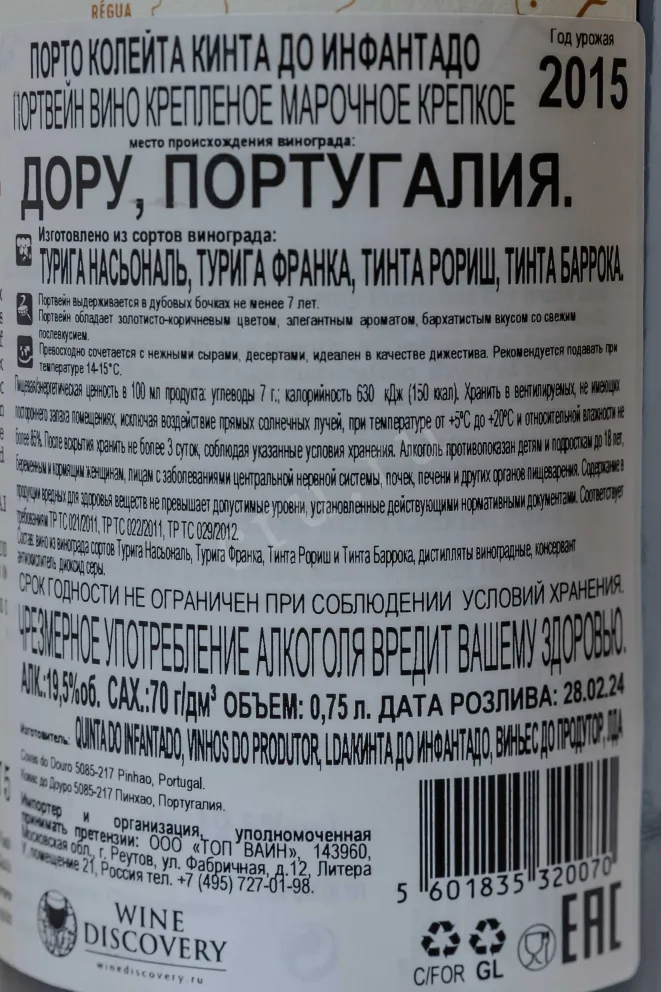 RÉGUA
ПОРТО КОЛЕЙТА КИНТА ДО ИНФАНТАДО
Год урожая
2015
ПОРТВЕЙН ВИНО КРЕПЛЕНОЕ МАРОЧНОЕ КРЕПКОЕ
место происхождения винограда:
ДОРУ, ПОРТУГАЛИЯ.
Изготовлено из сортов винограда:
ТУРИГА НАСЬОНАЛЬ, ТУРИГА ФРАНКА, ТИНТА РОРИШ, ТИНТА БАРРОКА.
Портвейн выдерживается в дубовых бочках не менее 7 лет.
Портвейн обладает золотисто-коричневым цветом, элегантным ароматом, бархатистым вкусом со свежим
послевкусием.
Превосходно сочетается с нежными сырами, десертами, идеален в качестве дижестива. Рекомендуется подавать при
температуре 14-15°С.
Пищевая/энергетическая ценность в 100 мл продукта: углеводы 7 г.; калорийность 630 кДж (150 ккал). Хранить в вентилируемых, не имеющих
постороннего запаха помещениях, исключая воздействие прямых солнечных лучей, при температуре от +5°С до +20°С и относительной влажности не
более 85%. После вскрытия хранить не более 3 суток, соблюдая указанные условия хранения. Алкоголь противопоказан детям и подросткам до 18 лет,
беременным и кормящим женщинам, лицам с заболеваниями центральной нервной системы, почек, печени и других органов пищеварения. Содержание в
продукции вредных для здоровья веществ не превышает допустимые уровни, установленные действующими нормативными документами. Соответствует
требованиям ТР ТС 021/2011, ТР ТС 022/2011, ТР ТС 029/2012.
Состав: вино из винограда сортов Турига Насьональ, Турига Франка, Тинта Рориш и Тинта Баррока, дистилляты виноградные, консервант
антиокислитель диоксид серы.
СРОК ГОДНОСТИ НЕ ОГРАНИЧЕН ПРИ СОБЛЮДЕНИИ УСЛОВИЙ ХРАНЕНИЯ.
ЧРЕЗМЕРНОЕ УПОТРЕБЛЕНИЕ АЛКОГОЛЯ ВРЕДИТ ВАШЕМУ ЗДОРОВЬЮ.
АЛК.:19,5%об. САХ.:70 г/дм³ ОБЪЕМ: 0,75 л. ДАТА РОЗЛИВА: 28.02.24
Изготовитель: QUINTA DO INFANTADO, VINHOS DO PRODUTOR, LDA/КИНТА ДО ИНФАНТАДО, ВИНЬЕС ДО ПРОДУТОР, ЛДА
Covas do Douro 5085-217 Pinhao, Portugal.
Ковас до Доуро 5085-217 Пинхао, Португалия.
Импортер и организация, уполномоченная
принимать претензии: ООО «ТОП ВАЙН», 143960,
Московская обл, г. Реутов, ул. Фабричная, д.12, Литера
У, помещение 21, Россия тел. +7 (495) 727-01-98.
5 601835 320070
WINE
DISCOVERY
winediscovery.ru
C/FOR GL
EAC
cru.ru